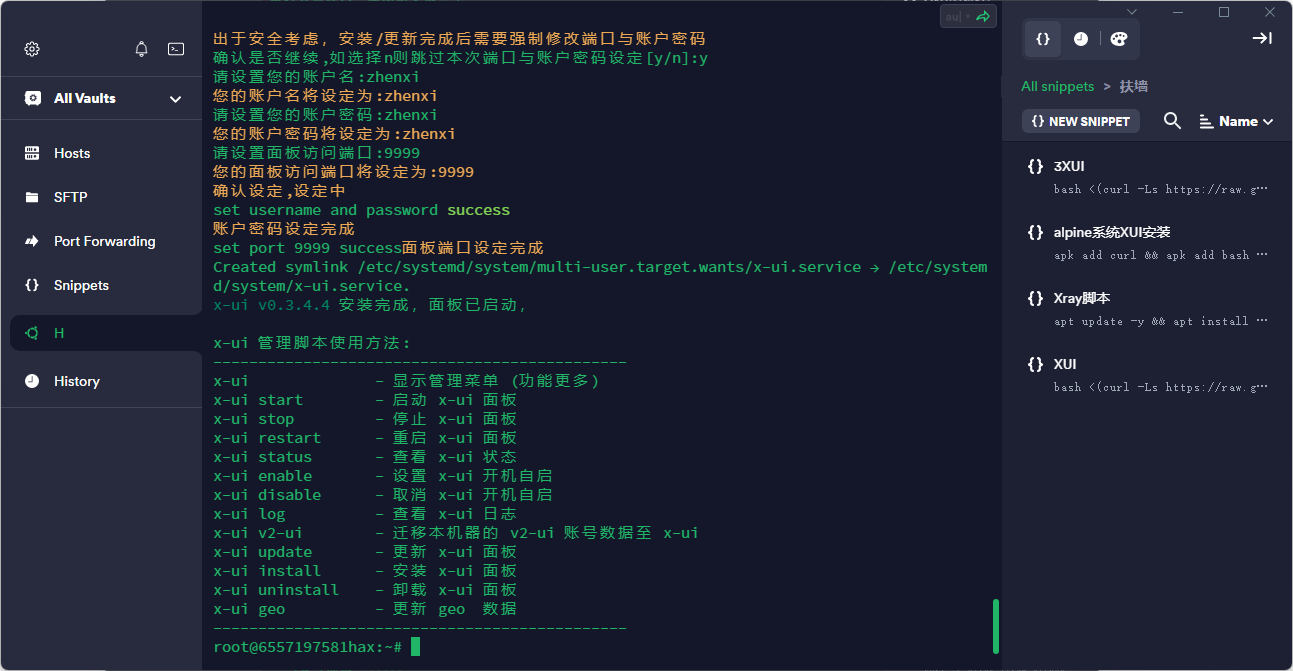 All Vaults
Hosts
SFTP
Port Forwarding
Snippets
H
History
出于安全考虑，安装/更新完成后需要强制修改端口与账户密码
确认是否继续,如选择n则跳过本次端口与账户密码设定[y/n]:y
请设置您的账户名:zhenxi
您的账户名将设定为:zhenxi
请设置您的账户密码:zhenxi
您的账户密码将设定为:zhenxi
请设置面板访问端口:9999
您的面板访问端口将设定为:9999
确认设定,设定中
set username and password success
账户密码设定完成
set port 9999 success面板端口设定完成
Created symlink /etc/systemd/system/multi-user.target.wants/x-ui.service → /etc/system
d/system/x-ui.service.
x-ui v0.3.4.4 安装完成，面板已启动，
x-ui 管理脚本使用方法:
----------------------------------------------
x-ui              - 显示管理菜单 (功能更多)
x-ui start        - 启动 x-ui 面板
x-ui stop         - 停止 x-ui 面板
x-ui restart      - 重启 x-ui 面板
x-ui status       - 查看 x-ui 状态
x-ui enable       - 设置 x-ui 开机自启
x-ui disable      - 取消 x-ui 开机自启
x-ui log          - 查看 x-ui 日志
x-ui v2-ui        - 迁移本机器的 v2-ui 账号数据至 x-ui
x-ui update       - 更新 x-ui 面板
x-ui install      - 安装 x-ui 面板
x-ui uninstall    - 卸载 x-ui 面板
x-ui geo          - 更新 geo  数据
----------------------------------------------
root@6557197581hax:~#
{}
All snippets > 扶墙
{} NEW SNIPPET
Name
{} 3XUI
bash <(curl -Ls https://raw.g…
{} alpine系统XUI安装
apk add curl && apk add bash …
{} Xray脚本
apt update -y && apt install …
{} XUI
bash <(curl -Ls https://raw.g…